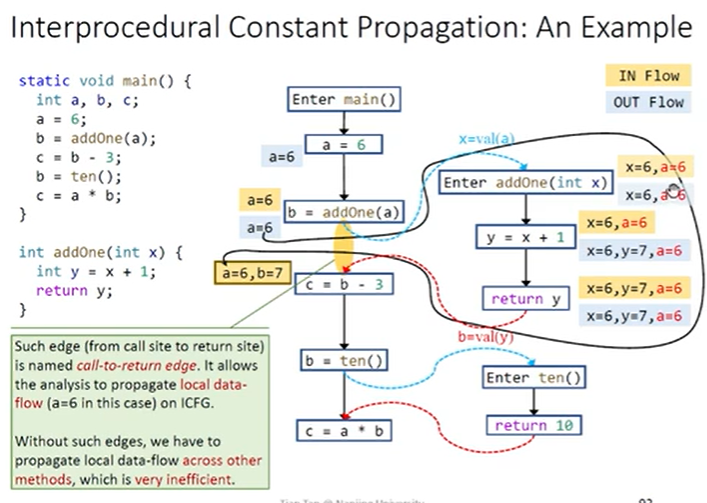 Interprocedural Constant Propagation: An Example
static void main() {
int a, b, c;
a = 6;
b = addOne(a);
c = b - 3;
b = ten();
c = a * b;
}
int addOne(int x) {
int y = x + 1;
return y;
}
Such edge (from call site to return site)
is named call-to-return edge. It allows
the analysis to propagate local data-
flow (a=6 in this case) on ICFG.
Without such edges, we have to
propagate local data-flow across other
methods, which is very inefficient.
IN Flow
OUT Flow
Enter main()
a = 6
a=6
a=6
b = addOne(a)
a=6
a=6,b=7
c = b - 3
b = ten()
c = a * b
x=val(a)
Enter addOne(int x)
x=6,a=6
x=6,a=6
y = x + 1
x=6,a=6
x=6,y=7,a=6
return y
x=6,y=7,a=6
x=6,y=7,a=6
b=val(y)
Enter ten()
return 10